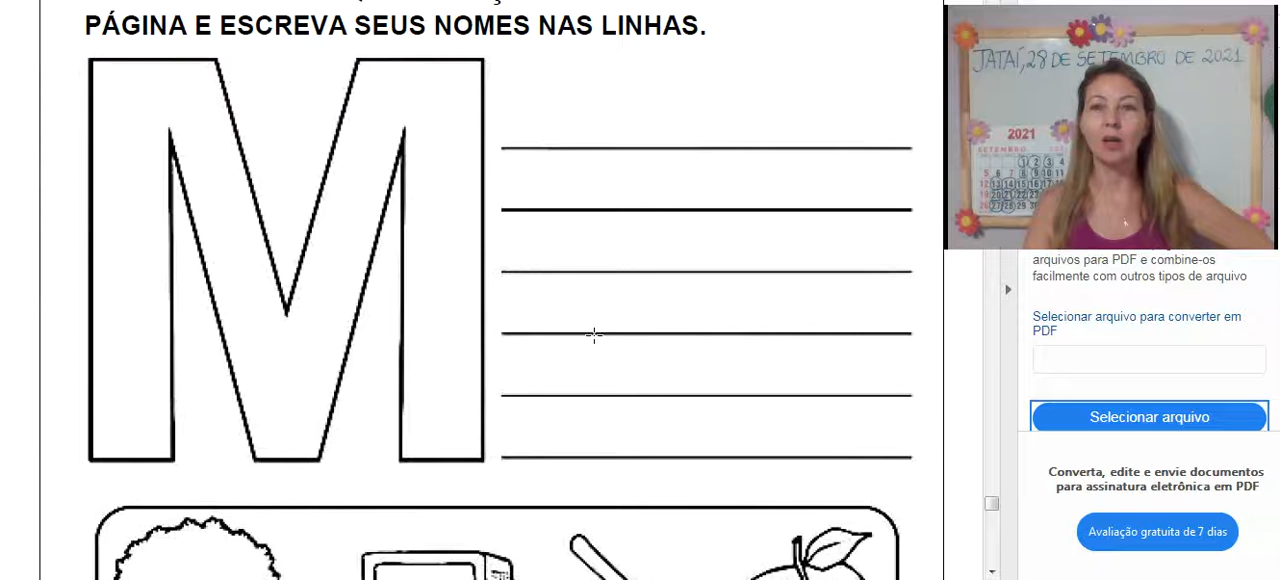 PÁGINA E ESCREVA SEUS NOMES NAS LINHAS.
M
JATAÍ, 28 DE SETEMBRO DE 2021
2021
SETEMBRO
arquivos para PDF e combine-os
facilmente com outros tipos de arquivo
Selecionar arquivo para converter em
PDF
Selecionar arquivo
Converta, edite e envie documentos
para assinatura eletrônica em PDF
Avaliação gratuita de 7 dias